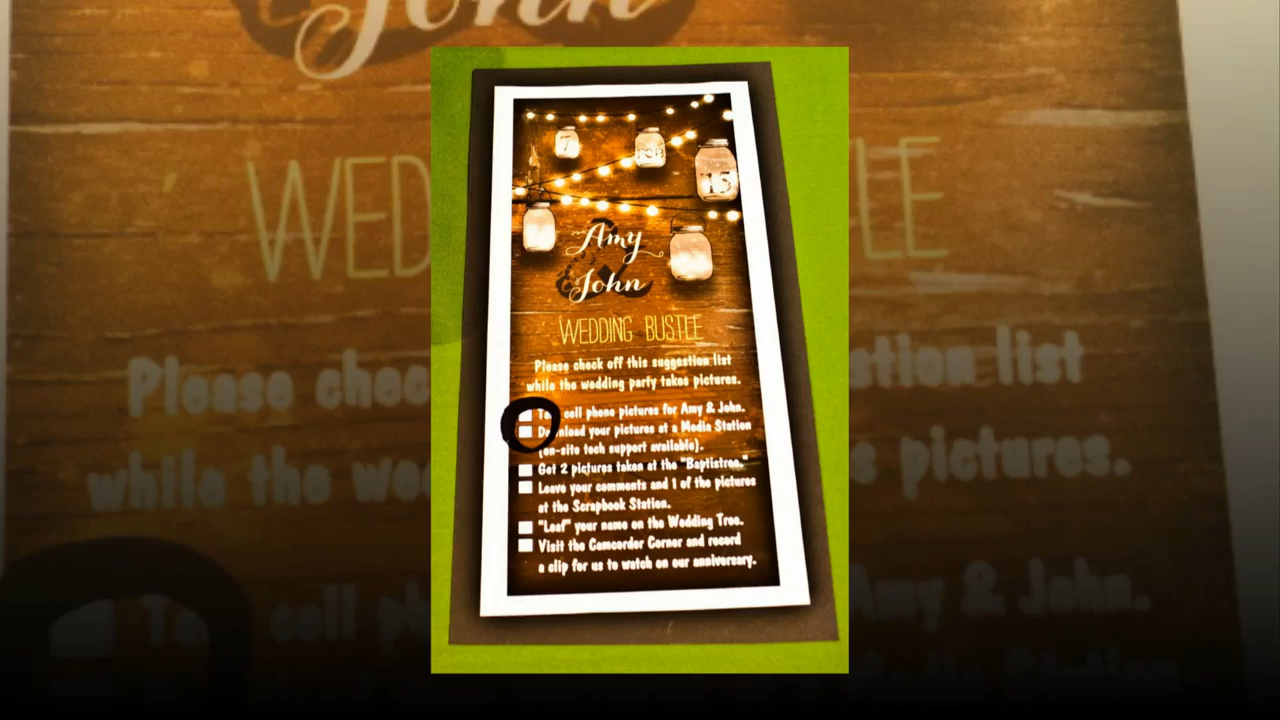 7
FEB
15
Amy
&
John
WEDDING BUSTLE
Please check off this suggestion list
while the wedding party takes pictures.
cell phone pictures for Amy & John.
your pictures at a Media Station
(on-site tech support available).
Get 2 pictures taken at the "Baptistree."
Leave your comments and 1 of the pictures
at the Scrapbook Station.
"Leaf" your name on the Wedding Tree.
Visit the Camcorder Corner and record
a clip for us to watch on our anniversary.